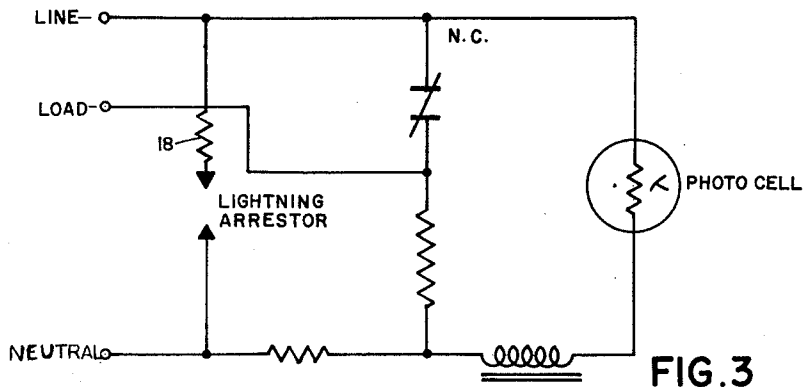 LINE
N.C.
LOAD
18
PHOTO CELL
LIGHTNING
ARRESTOR
NEUTRAL
FIG.3